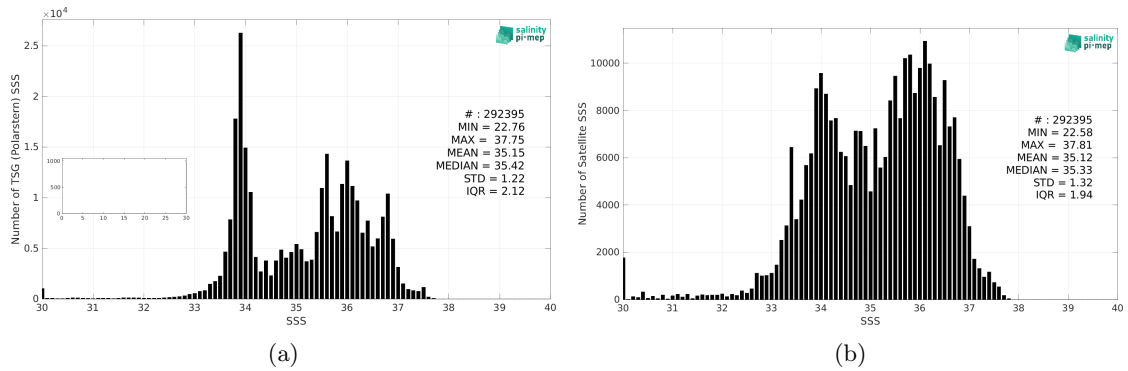 ×10⁴
2.5
2
1.5
1
0.5
0
Number of TSG (Polarstern) SSS
salinity
pi-mep
# : 292395
MIN = 22.76
MAX = 37.75
MEAN = 35.15
MEDIAN = 35.42
STD = 1.22
IQR = 2.12
1000
500
0
0 5 10 15 20 25 30
30 31 32 33 34 35 36 37 38 39 40
SSS
(a)
10000
8000
6000
4000
2000
0
Number of Satellite SSS
salinity
pi-mep
# : 292395
MIN = 22.58
MAX = 37.81
MEAN = 35.12
MEDIAN = 35.33
STD = 1.32
IQR = 1.94
30 31 32 33 34 35 36 37 38 39 40
SSS
(b)